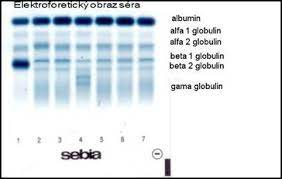 Elektroforetický obraz séra
albumin
alfa 1 globulin
alfa 2 globulin
beta 1 globulin
beta 2 globulin
gama globulin
1 2 3 4 5 6 7
sebia